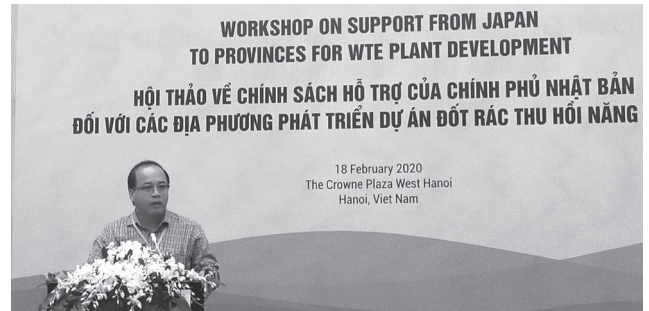 WORKSHOP ON SUPPORT FROM JAPAN
TO PROVINCES FOR WTE PLANT DEVELOPMENT
HỘI THẢO VỀ CHÍNH SÁCH HỖ TRỢ CỦA CHÍNH PHỦ NHẬT BẢN
ĐỐI VỚI CÁC ĐỊA PHƯƠNG PHÁT TRIỂN DỰ ÁN ĐỐT RÁC THU HỒI NĂNG
18 February 2020
The Crowne Plaza West Hanoi
Hanoi, Viet Nam